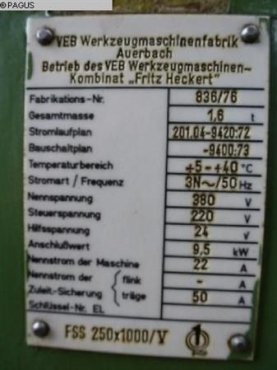 © PAGUS
VEB Werkzeugmaschinenfabrik
Auerbach
Betrieb des VEB Werkzeugmaschinen-
Kombinat „Fritz Heckert"
Fabrikations-Nr. 836/76
Gesamtmasse 1,6 t
Stromlaufplan 201.04-9420:72
Bauschaltplan -9400:73
Temperaturbereich +5-+40 °C
Stromart / Frequenz 3N~/50 Hz
Nennspannung 380 V
Steuerspannung 220 V
Hilfsspannung 24 V
Anschlußwert 9,5 kW
Nennstrom der Maschine 22 A
Nennstrom der { flink - A
Zuleit.-Sicherung { träge 50 A
Schlüssel-Nr. EL
FSS 250x1000/V 1